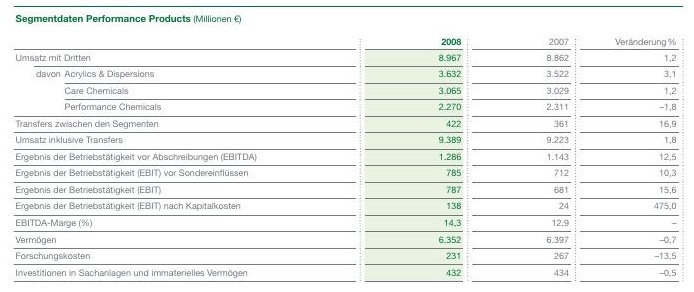 Segmentdaten Performance Products (Millionen €)
2008 2007 Veränderung %
Umsatz mit Dritten 8.967 8.862 1,2
davon Acrylics & Dispersions 3.632 3.522 3,1
Care Chemicals 3.065 3.029 1,2
Performance Chemicals 2.270 2.311 –1,8
Transfers zwischen den Segmenten 422 361 16,9
Umsatz inklusive Transfers 9.389 9.223 1,8
Ergebnis der Betriebstätigkeit vor Abschreibungen (EBITDA) 1.286 1.143 12,5
Ergebnis der Betriebstätigkeit (EBIT) vor Sondereinflüssen 785 712 10,3
Ergebnis der Betriebstätigkeit (EBIT) 787 681 15,6
Ergebnis der Betriebstätigkeit (EBIT) nach Kapitalkosten 138 24 475,0
EBITDA-Marge (%) 14,3 12,9 –
Vermögen 6.352 6.397 –0,7
Forschungskosten 231 267 –13,5
Investitionen in Sachanlagen und immaterielles Vermögen 432 434 –0,5